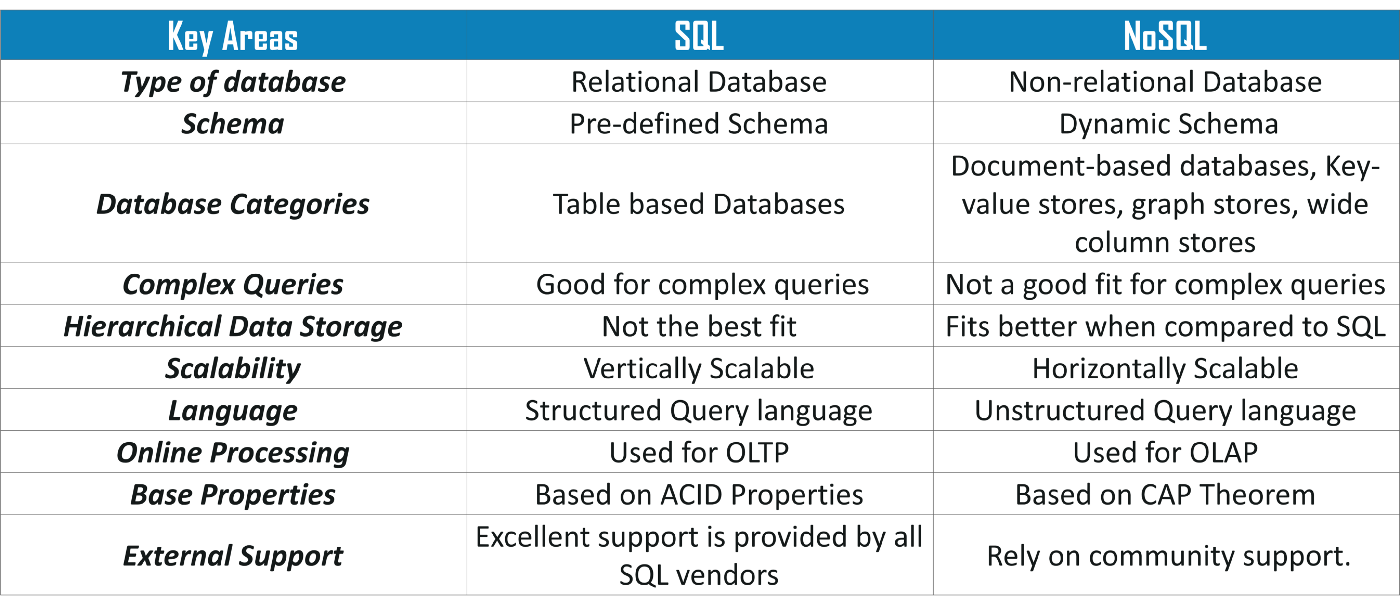 Key Areas SQL NoSQL
Type of database Relational Database Non-relational Database
Schema Pre-defined Schema Dynamic Schema
Database Categories Table based Databases Document-based databases, Key-
value stores, graph stores, wide
column stores
Complex Queries Good for complex queries Not a good fit for complex queries
Hierarchical Data Storage Not the best fit Fits better when compared to SQL
Scalability Vertically Scalable Horizontally Scalable
Language Structured Query language Unstructured Query language
Online Processing Used for OLTP Used for OLAP
Base Properties Based on ACID Properties Based on CAP Theorem
External Support Excellent support is provided by all
SQL vendors Rely on community support.